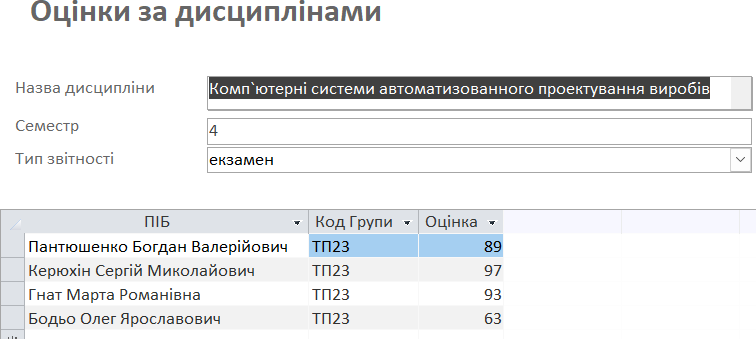 Оцінки за дисциплінами
Назва дисципліни Комп`ютерні системи автоматизованного проектування виробів
Семестр 4
Тип звітності екзамен
ПІБ Код Групи Оцінка
Пантюшенко Богдан Валерійович ТП23 89
Керюхін Сергій Миколайович ТП23 97
Гнат Марта Романівна ТП23 93
Бодьо Олег Ярославович ТП23 63